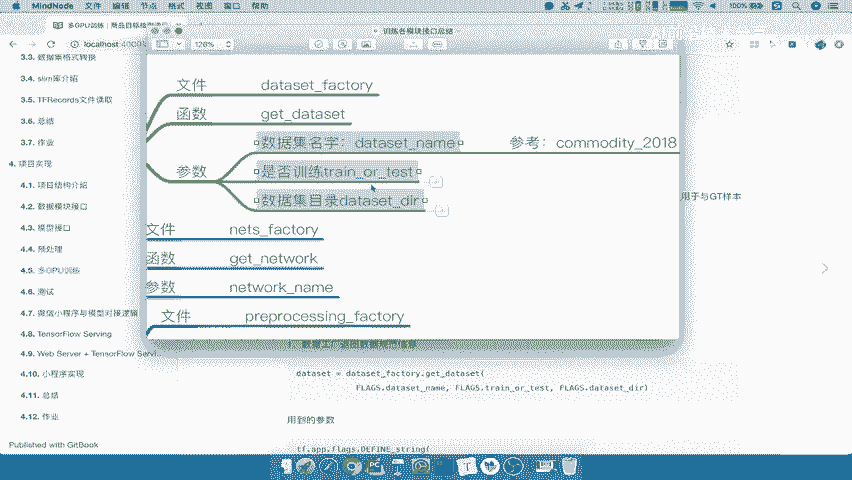 MindNode 文件 编辑 节点 格式 视图 窗口 帮助 100%
多GPU训练
localhost:4000
训练各模块接口总结
128%
文件 dataset_factory
函数 get_dataset
参数
数据集名字：dataset_name 参考：commodity_2018
是否训练train_or_test
数据集目录dataset_dir
文件 nets_factory
函数 get_network
参数 network_name
文件 preprocessing_factory
3.3. 数据集格式转换
3.4. slim库介绍
3.5. TFRecords文件读取
3.6. 总结
3.7. 作业
4. 项目实现
4.1. 项目结构介绍
4.2. 数据模块接口
4.3. 模型接口
4.4. 预处理
4.5. 多GPU训练
4.6. 测试
4.7. 微信小程序与模型对接逻辑
4.8. TensorFlow Serving
4.9. Web Server + TensorFlow Servi...
4.10. 小程序实现
4.11. 总结
4.12. 作业
Published with GitBook
用于与GT样本
dataset = dataset_factory.get_dataset(
FLAGS.dataset_name, FLAGS.train_or_test, FLAGS.dataset_dir)
用到的参数
tf.app.flags.DEFINE_string(